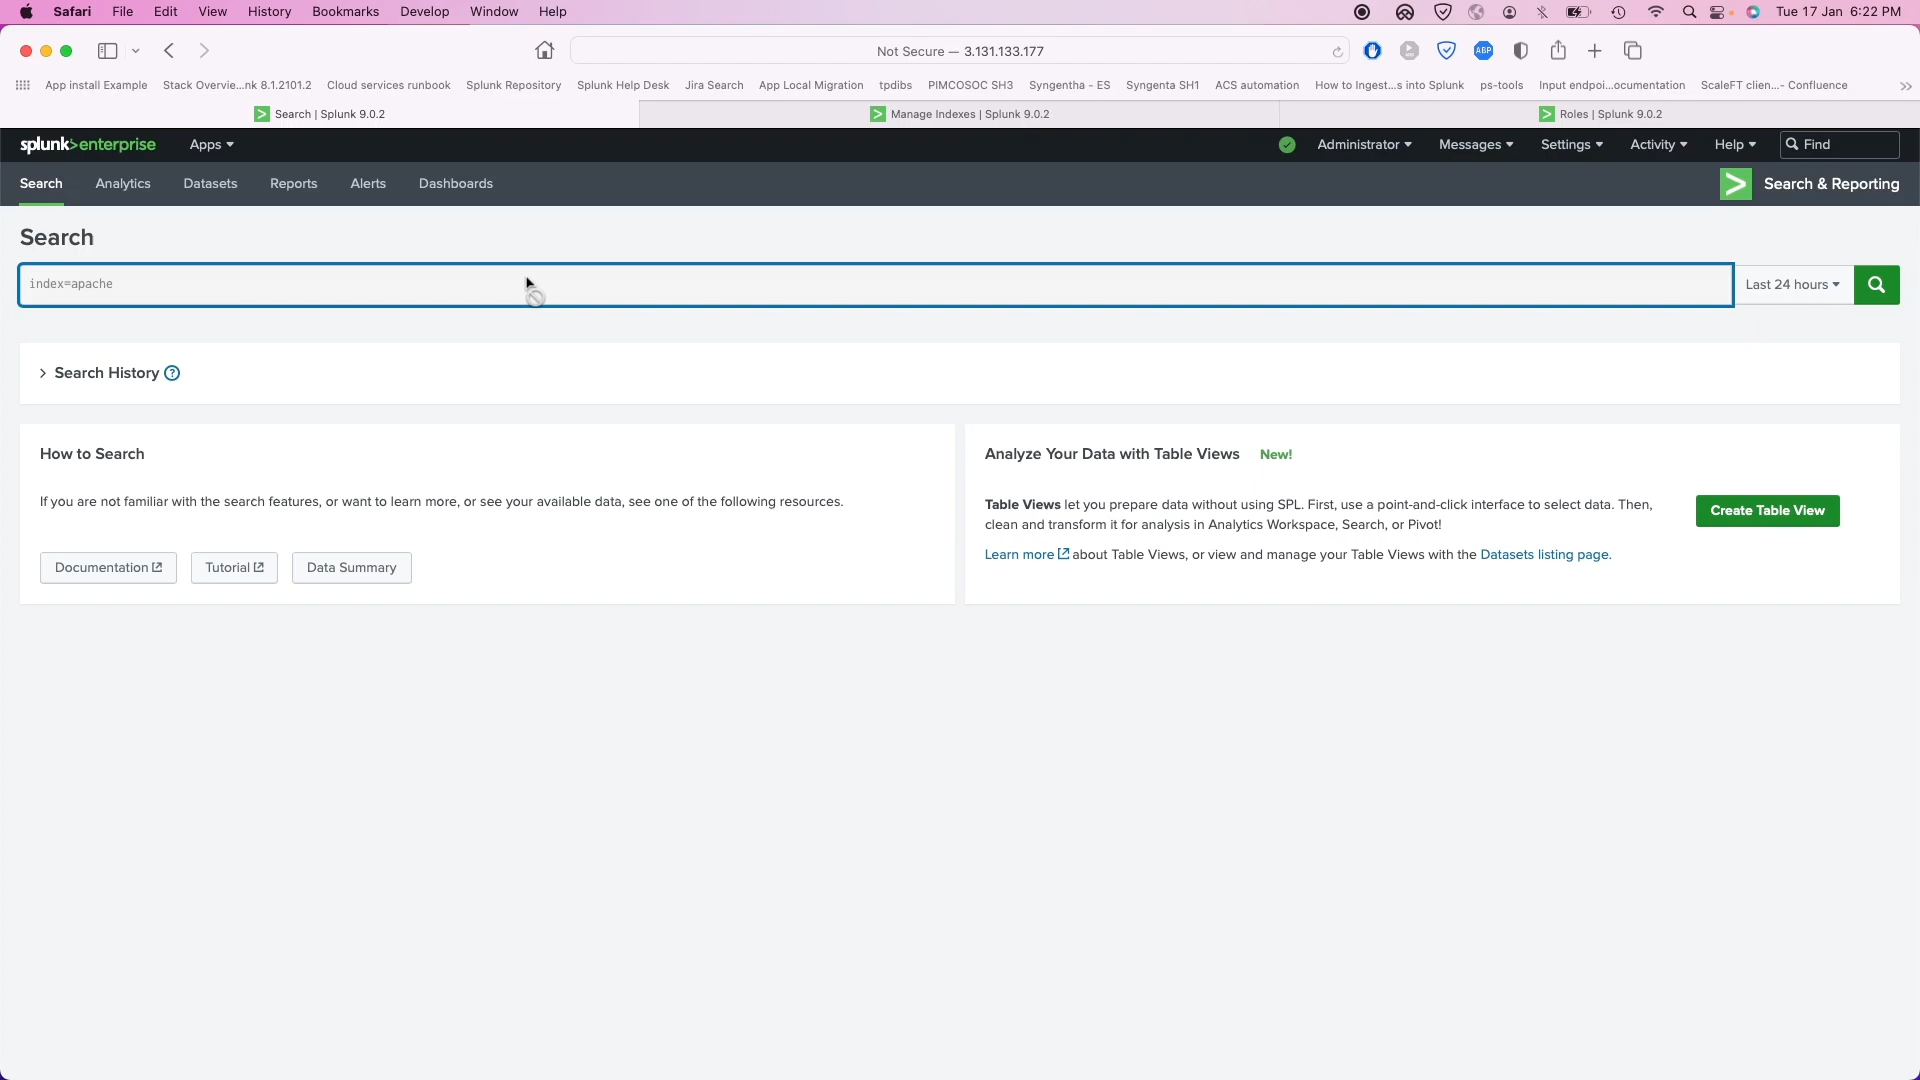 Safari File Edit View History Bookmarks Develop Window Help Tue 17 Jan 6:22 PM
Not Secure — 3.131.133.177 ABP
App install Example Stack Overvie...nk 8.1.2101.2 Cloud services runbook Splunk Repository Splunk Help Desk Jira Search App Local Migration tpdibs PIMCOSOC SH3 Syngentha - ES Syngenta SH1 ACS automation How to Ingest...s into Splunk ps-tools Input endpoi...ocumentation ScaleFT clien...- Confluence
Search | Splunk 9.0.2 Manage Indexes | Splunk 9.0.2 Roles | Splunk 9.0.2
splunk>enterprise Apps Administrator Messages Settings Activity Help Find
Search Analytics Datasets Reports Alerts Dashboards Search & Reporting
Search
index=apache Last 24 hours
Search History ?
How to Search
If you are not familiar with the search features, or want to learn more, or see your available data, see one of the following resources.
Documentation Tutorial Data Summary
Analyze Your Data with Table Views New!
Table Views let you prepare data without using SPL. First, use a point-and-click interface to select data. Then,
clean and transform it for analysis in Analytics Workspace, Search, or Pivot!
Create Table View
Learn more about Table Views, or view and manage your Table Views with the Datasets listing page.